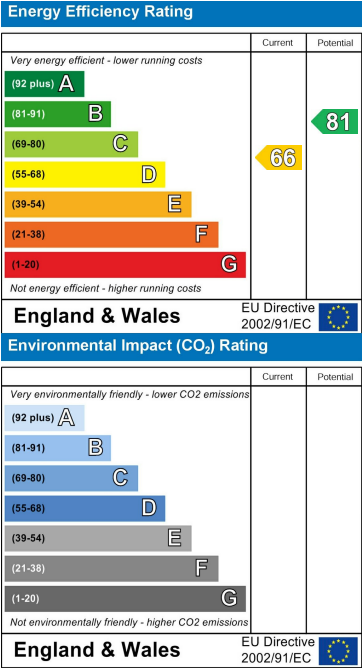 Energy Efficiency Rating
Current Potential
Very energy efficient - lower running costs
(92 plus) A
(81-91) B
81
(69-80) C
66
(55-68) D
(39-54) E
(21-38) F
(1-20) G
Not energy efficient - higher running costs
England & Wales
EU Directive
2002/91/EC
Environmental Impact (CO₂) Rating
Current Potential
Very environmentally friendly - lower CO2 emissions
(92 plus) A
(81-91) B
(69-80) C
(55-68) D
(39-54) E
(21-38) F
(1-20) G
Not environmentally friendly - higher CO2 emissions
England & Wales
EU Directive
2002/91/EC